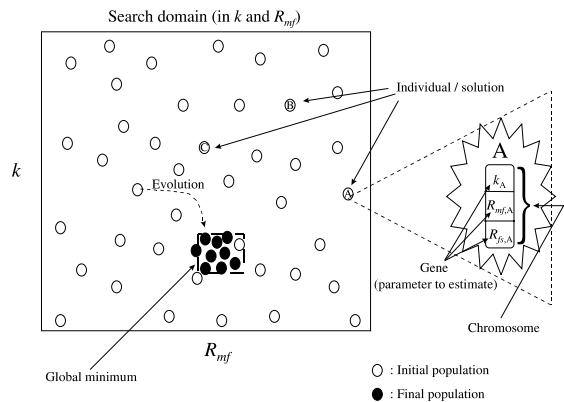 Search domain (in k and Rmf)
Individual / solution
B
C
A
A
kA
k
Evolution
Rmf,A
Rfs,A
Gene
(parameter to estimate)
Chromosome
Rmf
Global minimum
: Initial population
: Final population